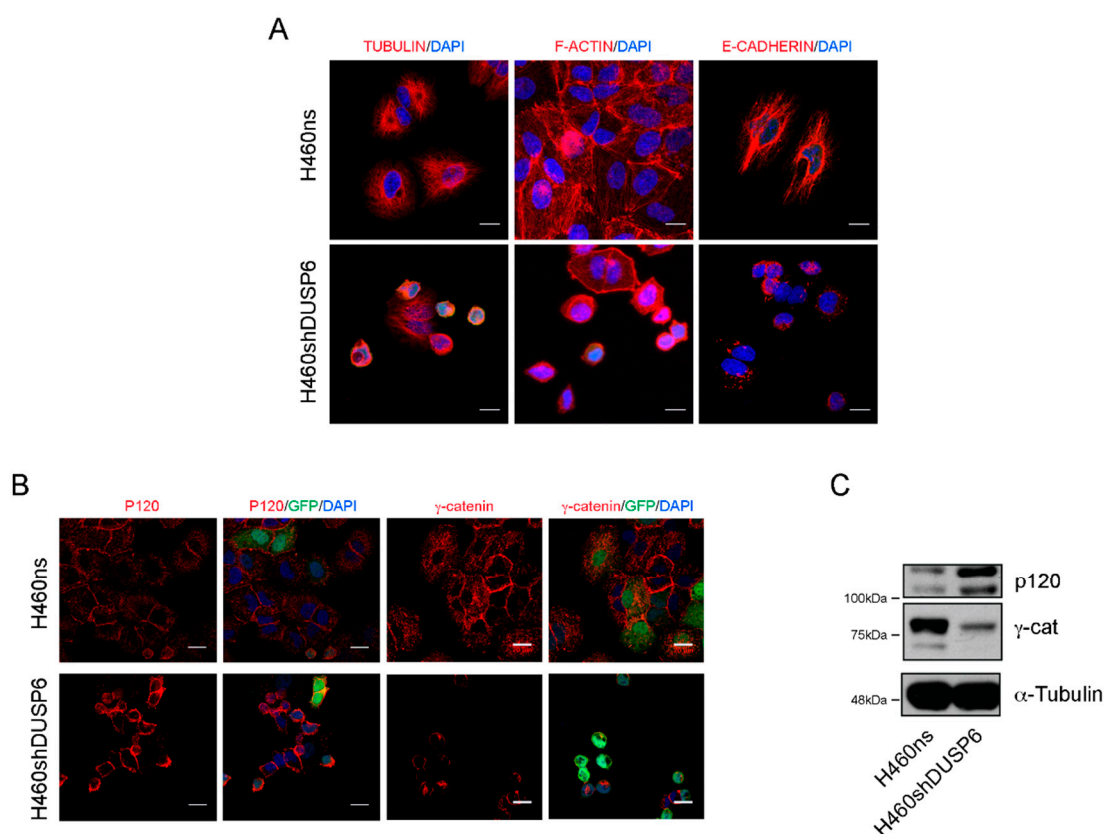 A
TUBULIN/DAPI
F-ACTIN/DAPI
E-CADHERIN/DAPI
H460ns
H460shDUSP6
B
P120
P120/GFP/DAPI
γ-catenin
γ-catenin/GFP/DAPI
H460ns
H460shDUSP6
C
p120
100kDa
γ-cat
75kDa
α-Tubulin
48kDa
H460ns
H460shDUSP6